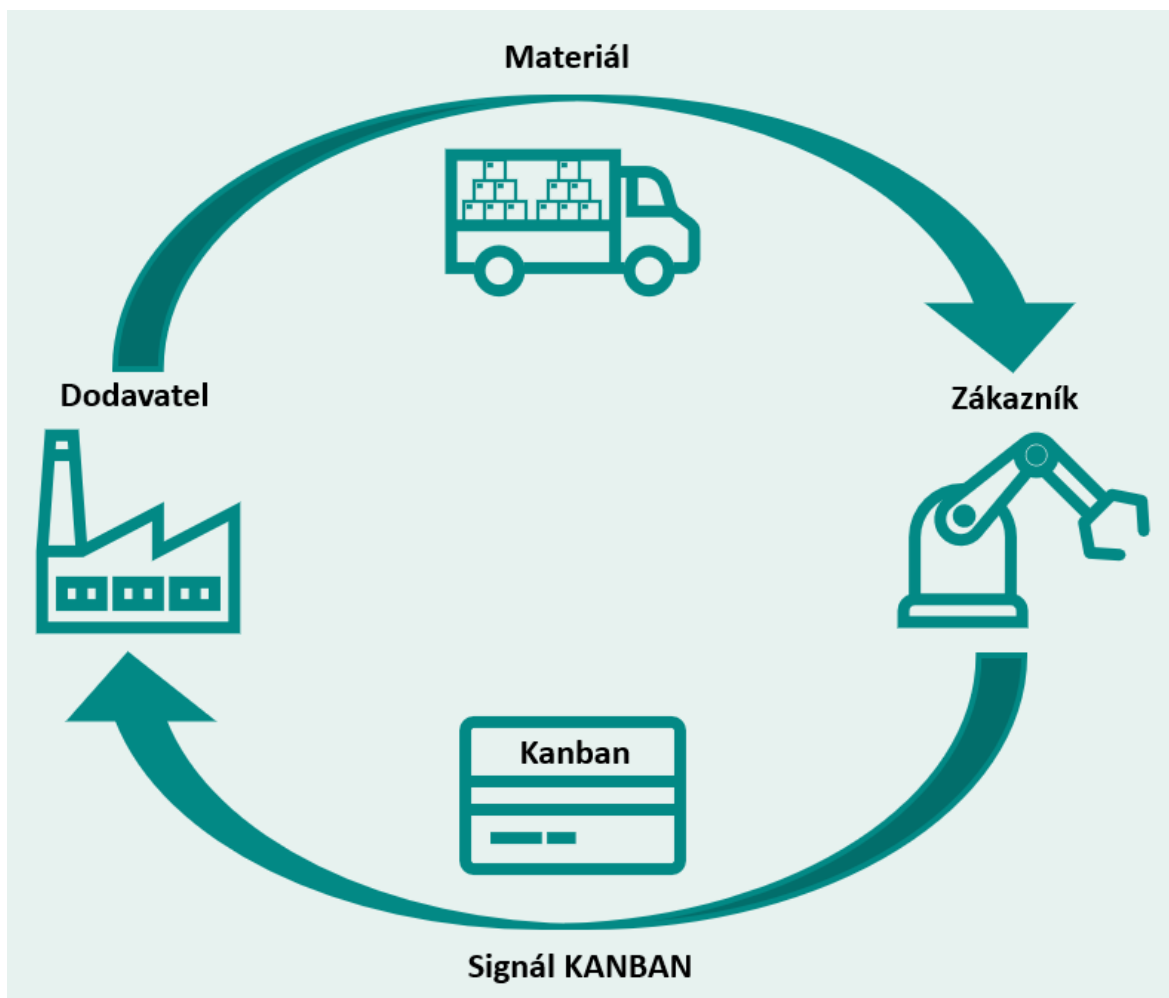 Materiál
Dodavatel
Zákazník
Kanban
Signál KANBAN